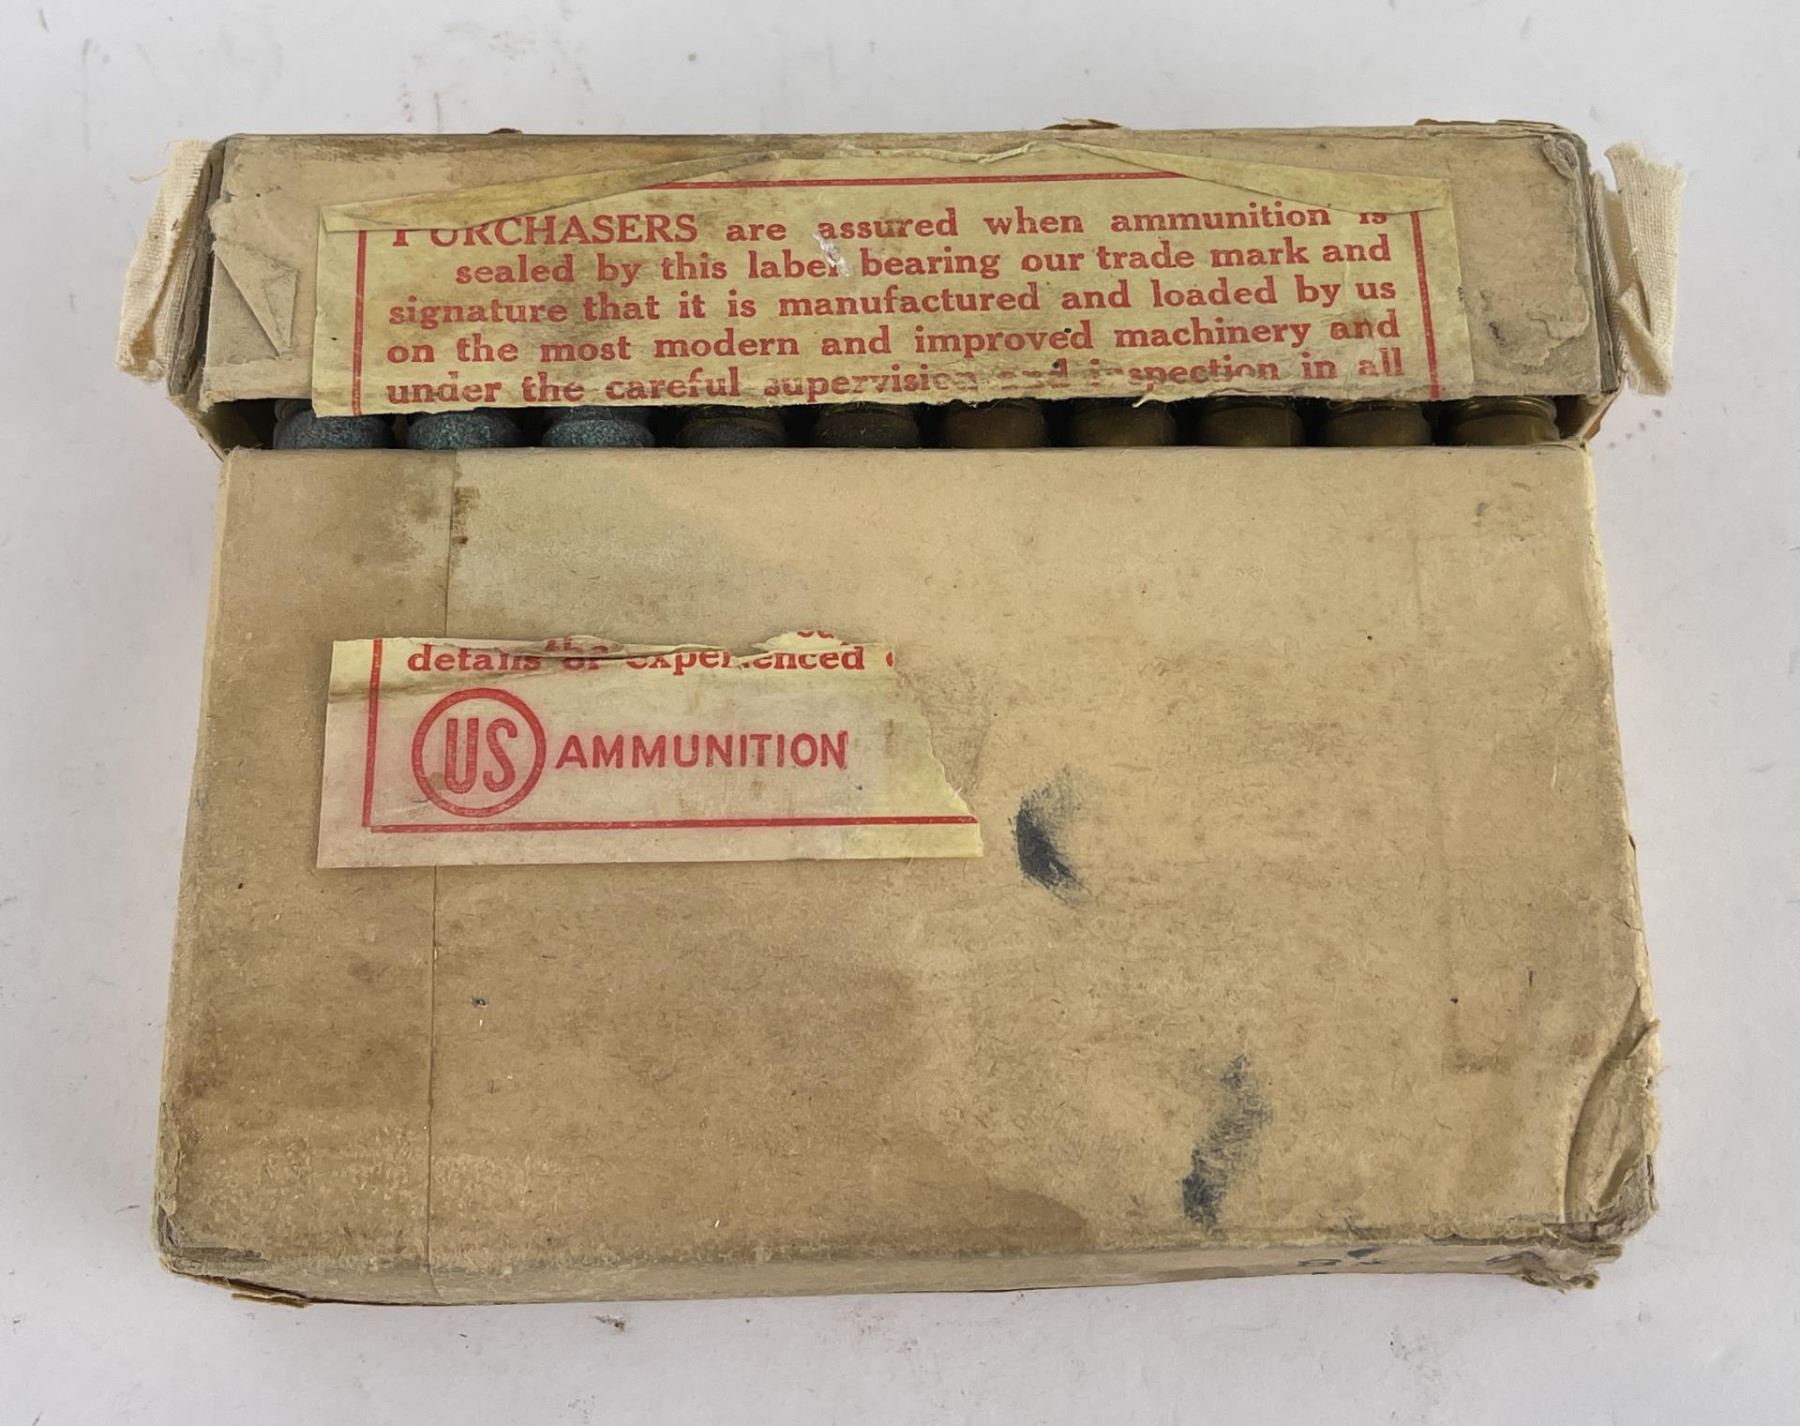 PURCHASERS are assured when ammunition is
sealed by this label bearing our trade mark and
signature that it is manufactured and loaded by us
on the most modern and improved machinery and
under the careful supervision and inspection in all
the
details of experienced
US AMMUNITION